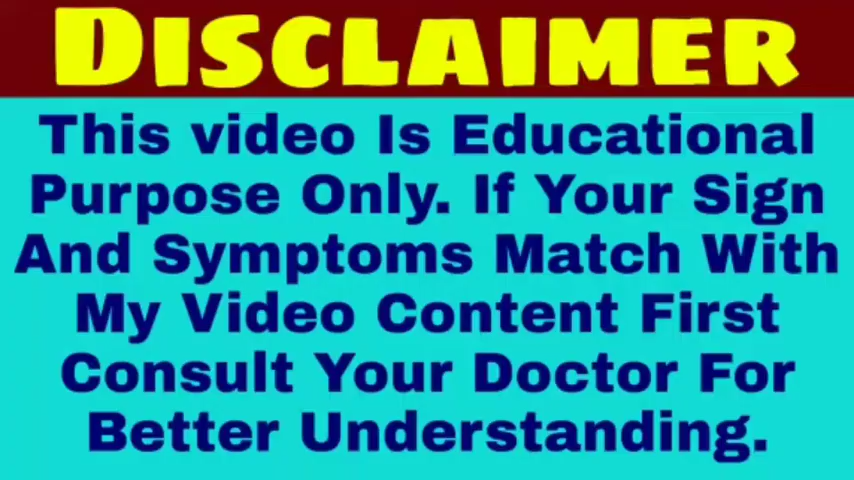 DISCLAIMER
This video Is Educational
Purpose Only. If Your Sign
And Symptoms Match With
My Video Content First
Consult Your Doctor For
Better Understanding.